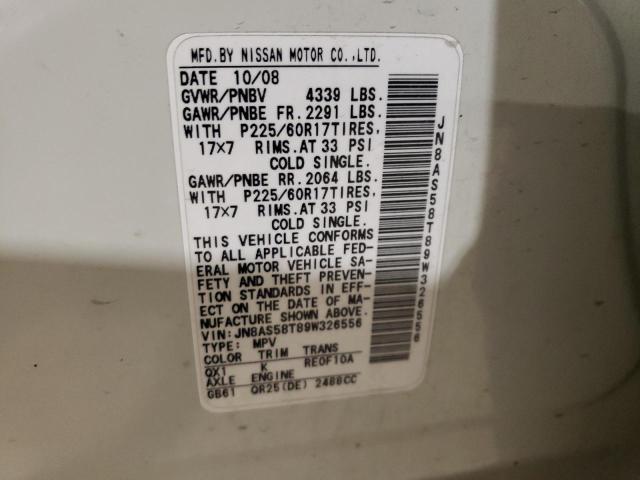 MFD.BY NISSAN MOTOR CO.,LTD.
DATE 10/08
GVWR/PNBV 4339 LBS.
GAWR/PNBE FR.2291 LBS.
WITH P225/60R17TIRES,
17×7 RIMS.AT 33 PSI
COLD SINGLE.
GAWR/PNBE RR.2064 LBS.
WITH P225/60R17TIRES,
17×7 RIMS.AT 33 PSI
COLD SINGLE.
THIS VEHICLE CONFORMS
TO ALL APPLICABLE FED-
ERAL MOTOR VEHICLE SA-
FETY AND THEFT PREVEN-
TION STANDARDS IN EFF-
ECT ON THE DATE OF MA-
NUFACTURE SHOWN ABOVE.
VIN:JN8AS58T89W326556
TYPE: MPV
COLOR TRIM TRANS
QX1 K RE0F10A
AXLE ENGINE
GB61 QR25(DE) 2488CC
JN8AS58T89W326556